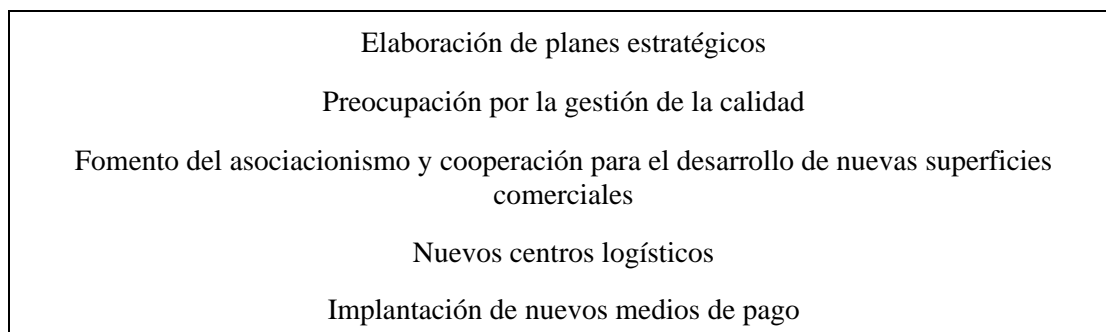 Elaboración de planes estratégicos
Preocupación por la gestión de la calidad
Fomento del asociacionismo y cooperación para el desarrollo de nuevas superficies
comerciales
Nuevos centros logísticos
Implantación de nuevos medios de pago